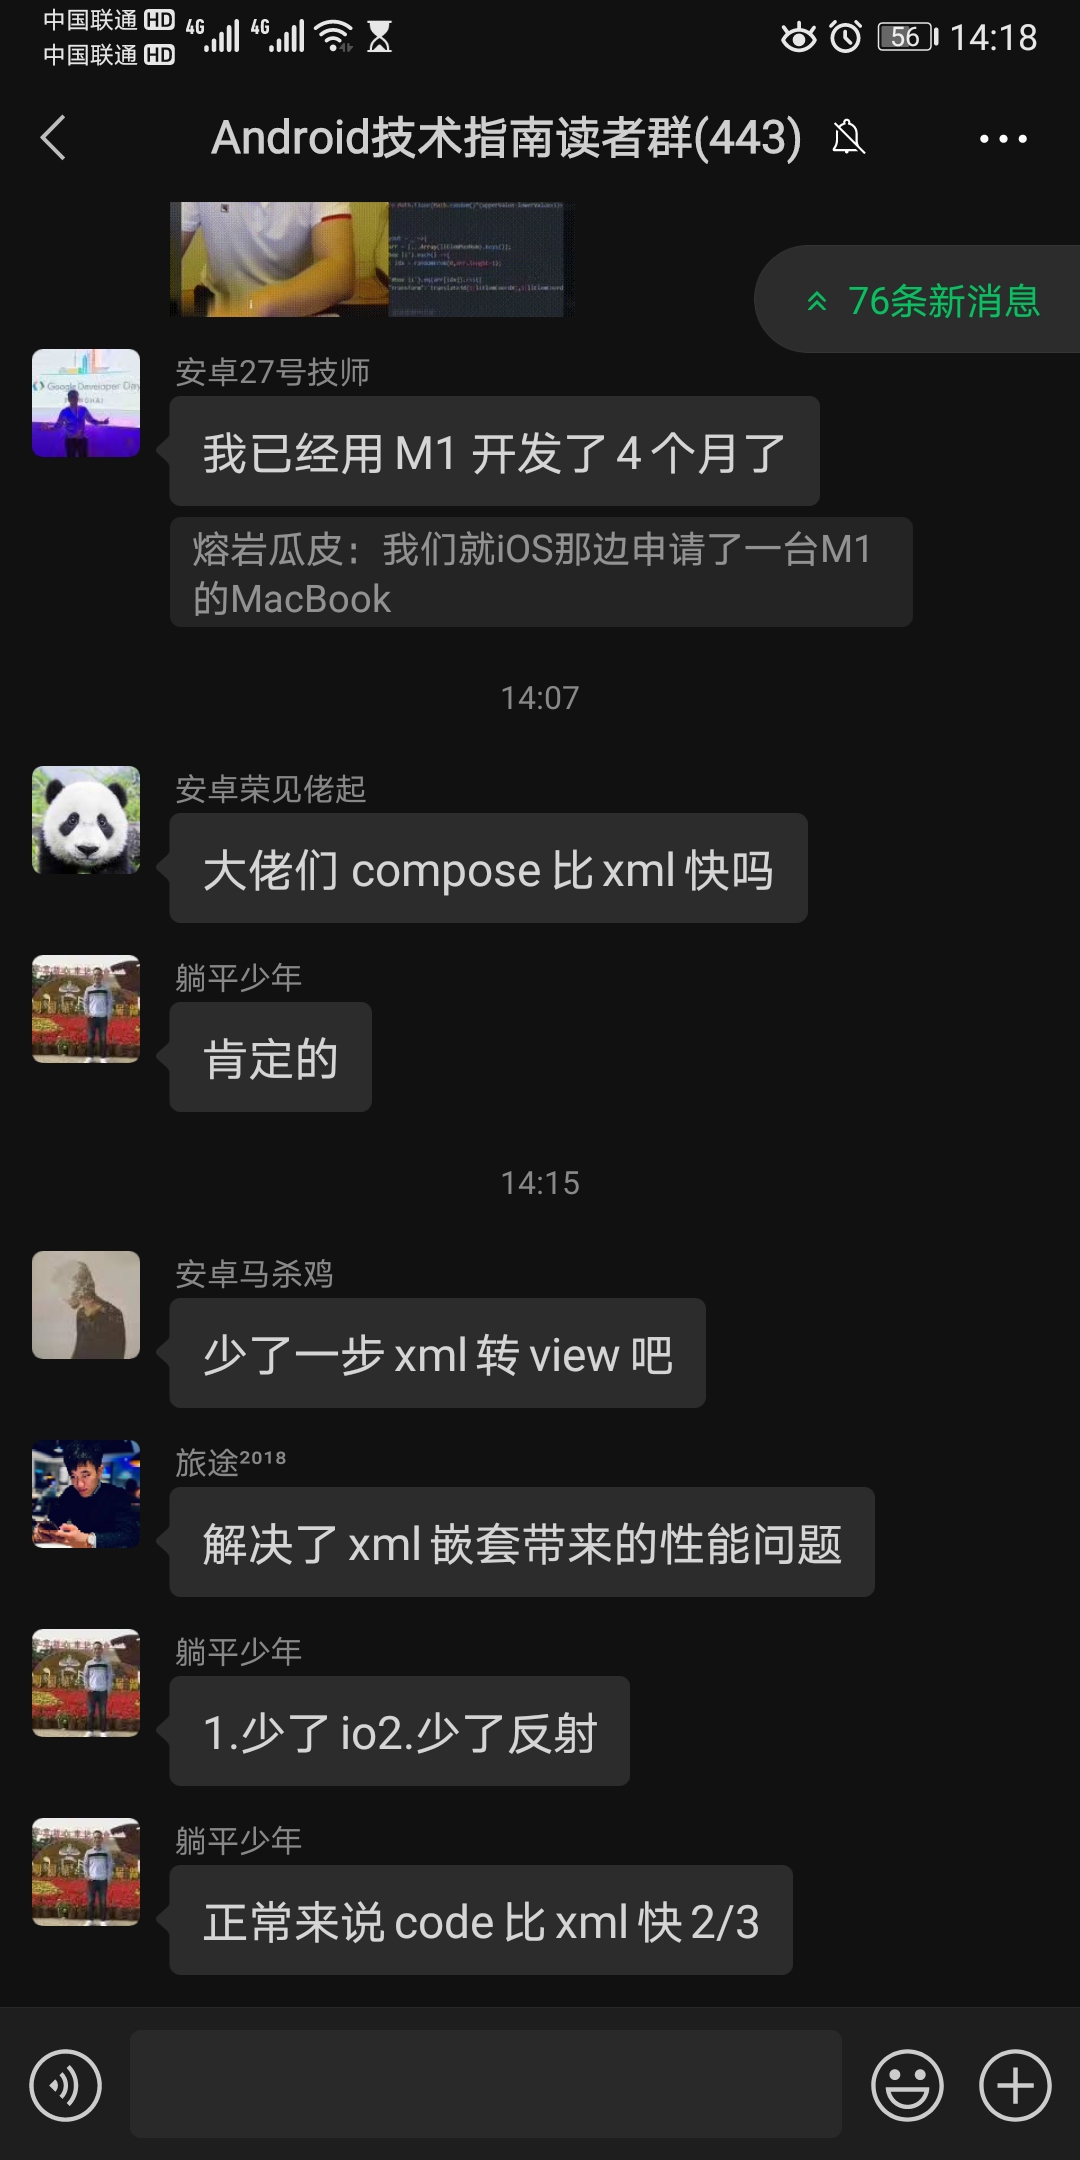 中国联通 HD 4G 4G 56 14:18
中国联通 HD
Android技术指南读者群(443)
76条新消息
安卓27号技师
Google Developer Day
我已经用 M1 开发了 4 个月了
熔岩瓜皮：我们就iOS那边申请了一台M1
的MacBook
14:07
安卓荣见佬起
大佬们 compose 比 xml 快吗
躺平少年
肯定的
14:15
安卓马杀鸡
少了一步 xml 转 view 吧
旅途²⁰¹⁸
解决了 xml 嵌套带来的性能问题
躺平少年
1.少了 io2.少了反射
躺平少年
正常来说 code 比 xml 快 2/3